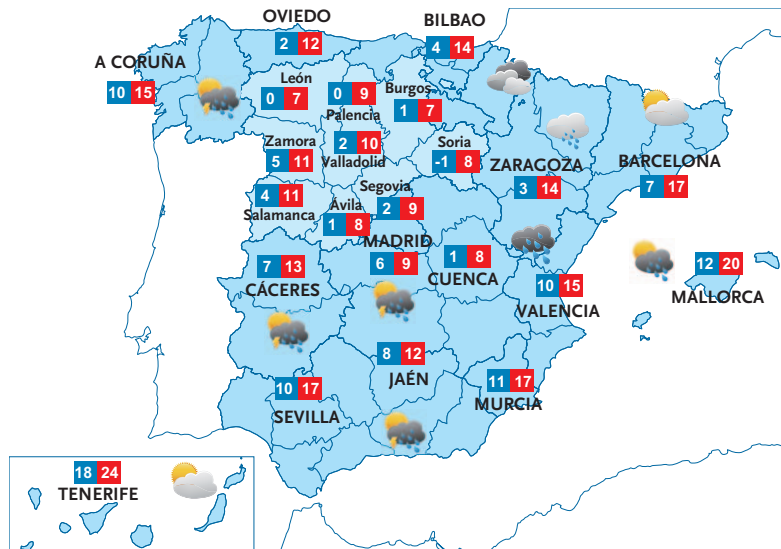 OVIEDO
2 12
BILBAO
4 14
A CORUÑA
10 15
León
0 7
0 9
Palencia
Burgos
1 7
Zamora
5 11
2 10
Valladolid
Soria
-1 8
ZARAGOZA
3 14
BARCELONA
7 17
4 11
Salamanca
Ávila
1 8
Segovia
2 9
MADRID
6 9
1 8
CUENCA
7 13
CÁCERES
10 15
VALENCIA
12 20
MALLORCA
8 12
JAÉN
11 17
MURCIA
10 17
SEVILLA
18 24
TENERIFE